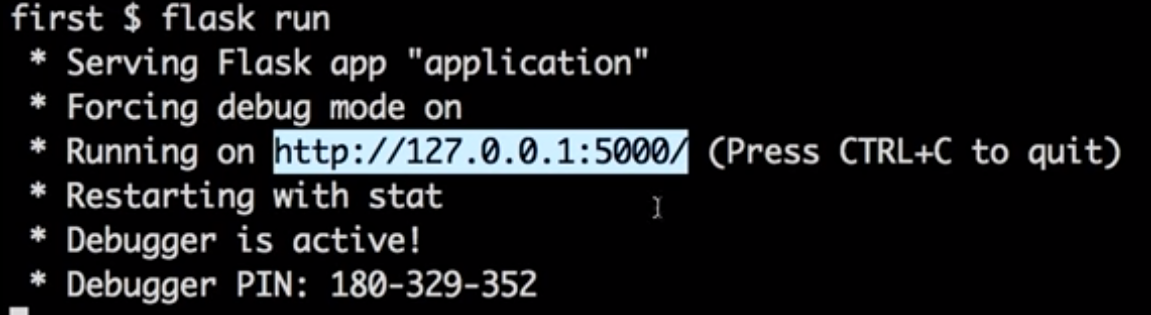 first $ flask run
* Serving Flask app "application"
* Forcing debug mode on
* Running on http://127.0.0.1:5000/ (Press CTRL+C to quit)
* Restarting with stat
* Debugger is active!
* Debugger PIN: 180-329-352